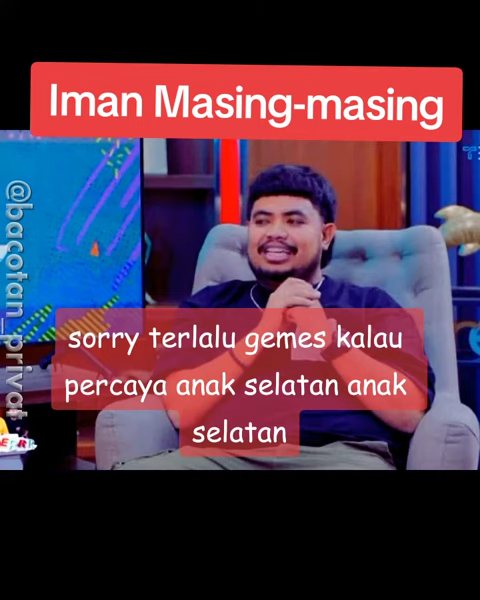 Iman Masing-masing
@bacotan_privat
sorry terlalu gemes kalau
percaya anak selatan anak
selatan